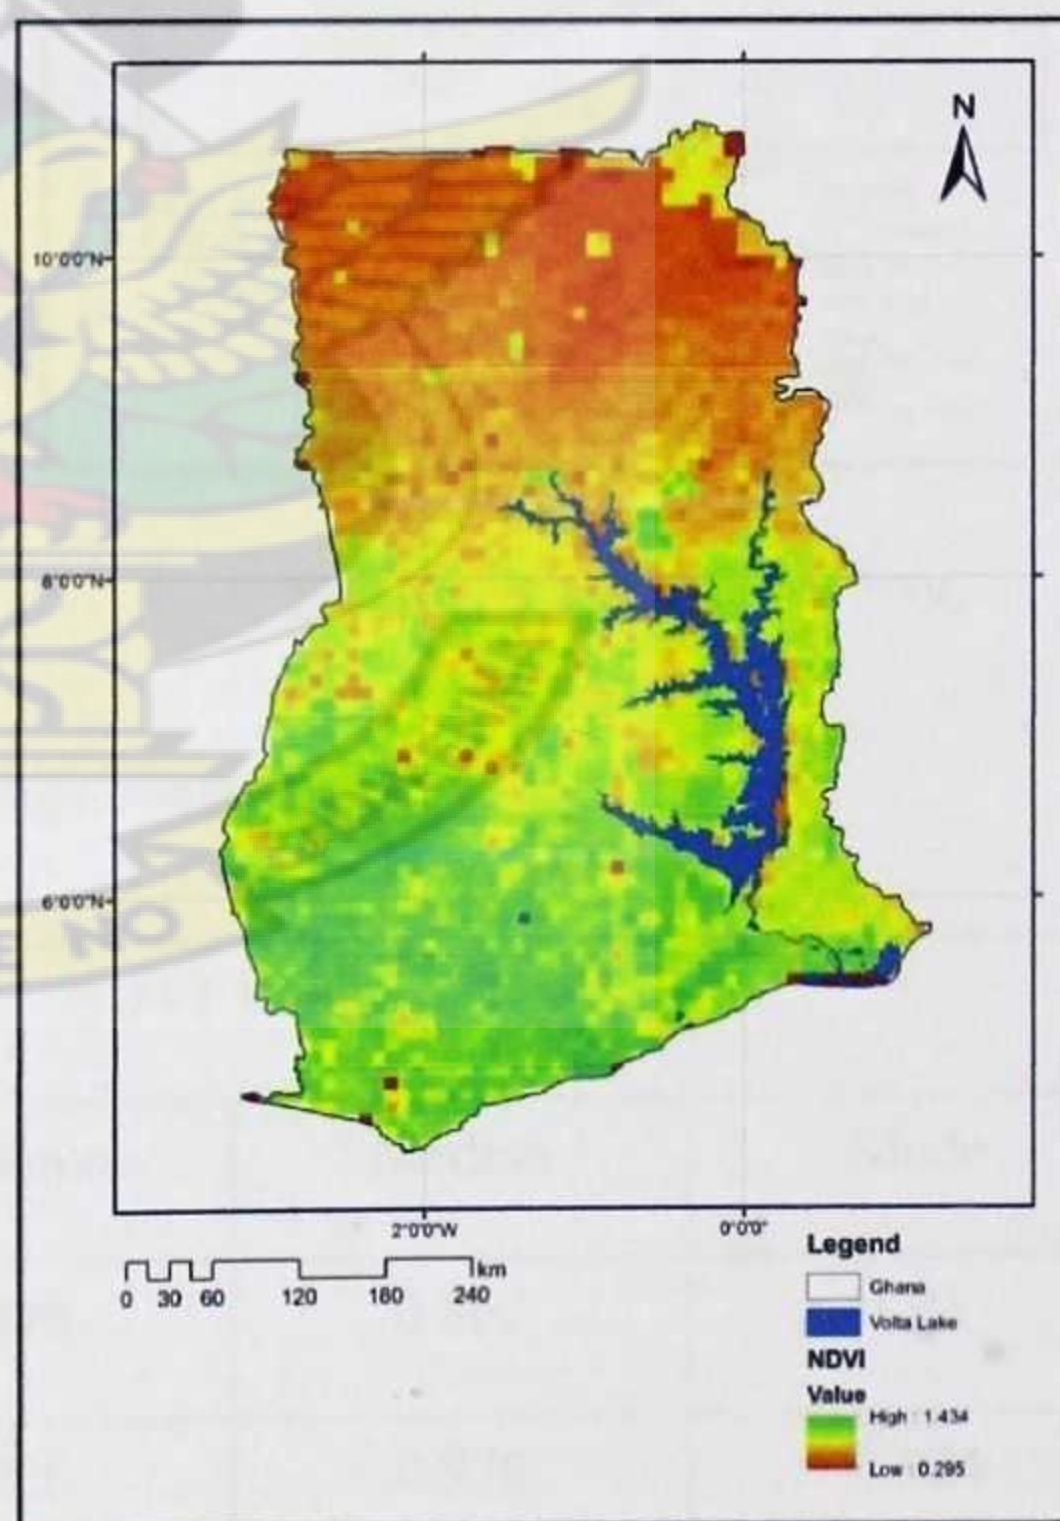 N
10°0'0"N
8°0'0"N
6°0'0"N
NO
2°0'0"W
0°0'0"
km
0 30 60 120 180 240
Legend
Ghana
Volta Lake
NDVI
Value
High : 1.434
Low : 0.295